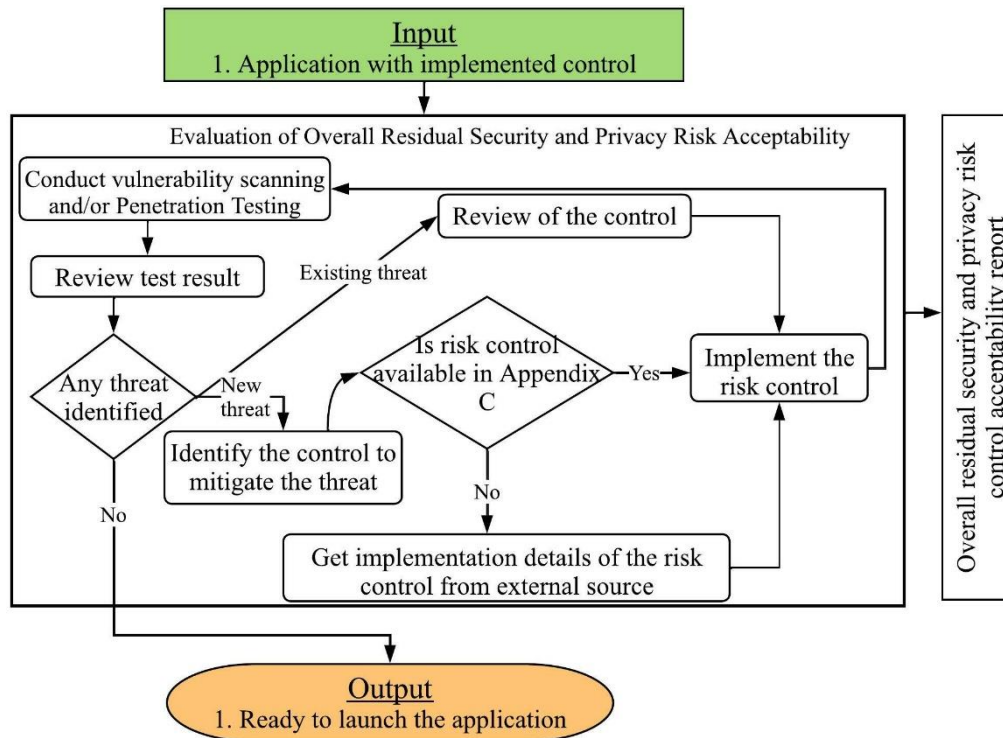 Input
1. Application with implemented control
Evaluation of Overall Residual Security and Privacy Risk Acceptability
Conduct vulnerability scanning
and/or Penetration Testing
Review of the control
Review test result
Existing threat
Any threat
identified
New
threat
Identify the control to
mitigate the threat
Is risk control
available in Appendix
C
Yes
Implement the
risk control
No
Get implementation details of the risk
control from external source
No
Overall residual security and privacy risk
control acceptability report
Output
1. Ready to launch the application